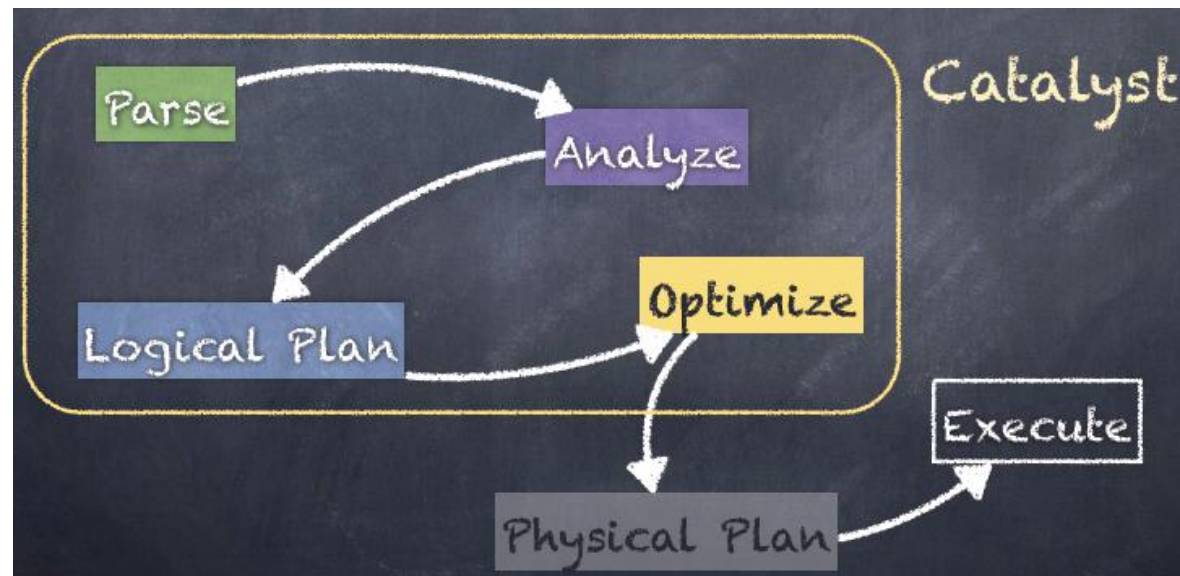 Parse
Catalyst
Analyze
Logical Plan
Optimize
Physical Plan
Execute